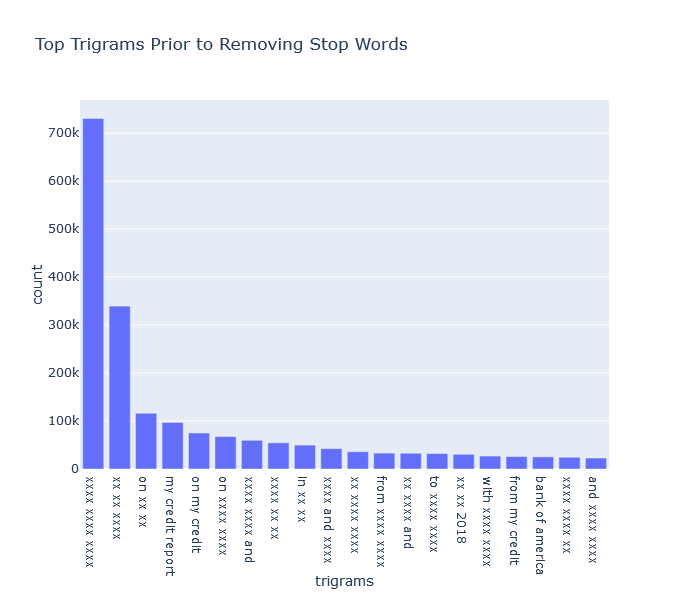 Top Trigrams Prior to Removing Stop Words
700k
600k
500k
400k
300k
200k
100k
0
count
xxxx xxxx xxxx
xx xx xxxx
on xx xx
my credit report
on my credit
on xxxx xxxx
xxxx xxxx and
xxxx xx xx
in xx xx
xxxx and xxxx
xx xxxx xxxx
from xxxx xxxx
xx xxxx and
to xxxx xxxx
xx xx 2018
with xxxx xxxx
from my credit
bank of america
xxxx xxxx xx
and xxxx xxxx
trigrams